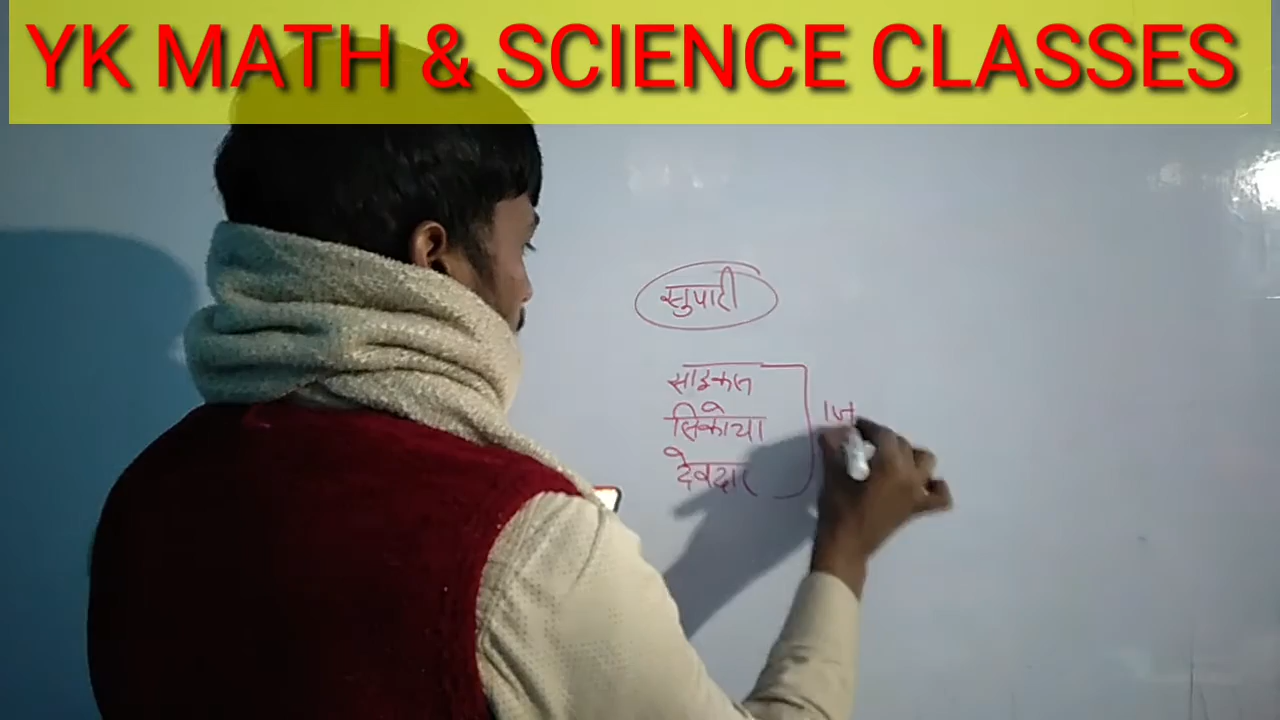 YK MATH & SCIENCE CLASSES
सुपारी
साइकस
सिकोया
देवदार